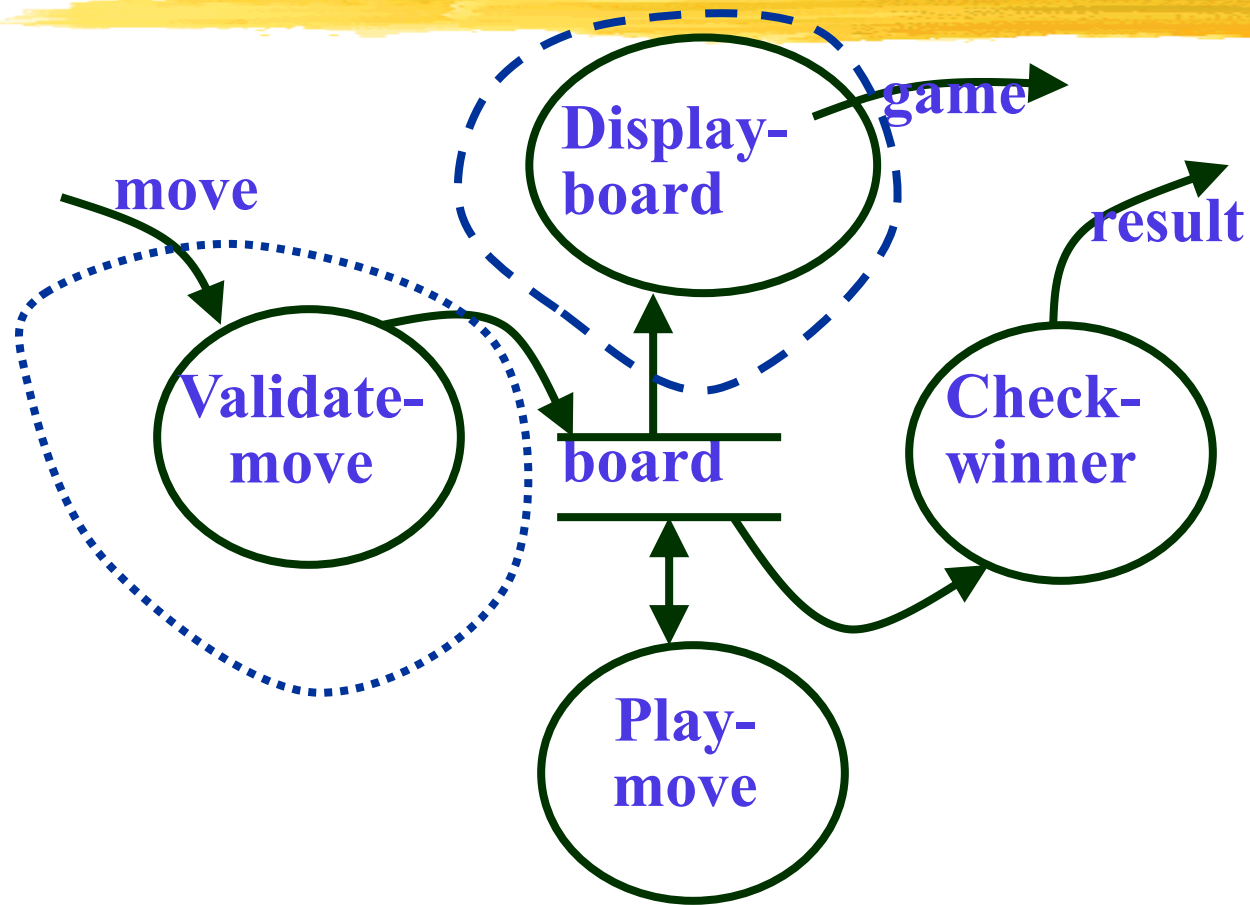 Display-
board
game
move
result
Validate-
move
board
Check-
winner
Play-
move